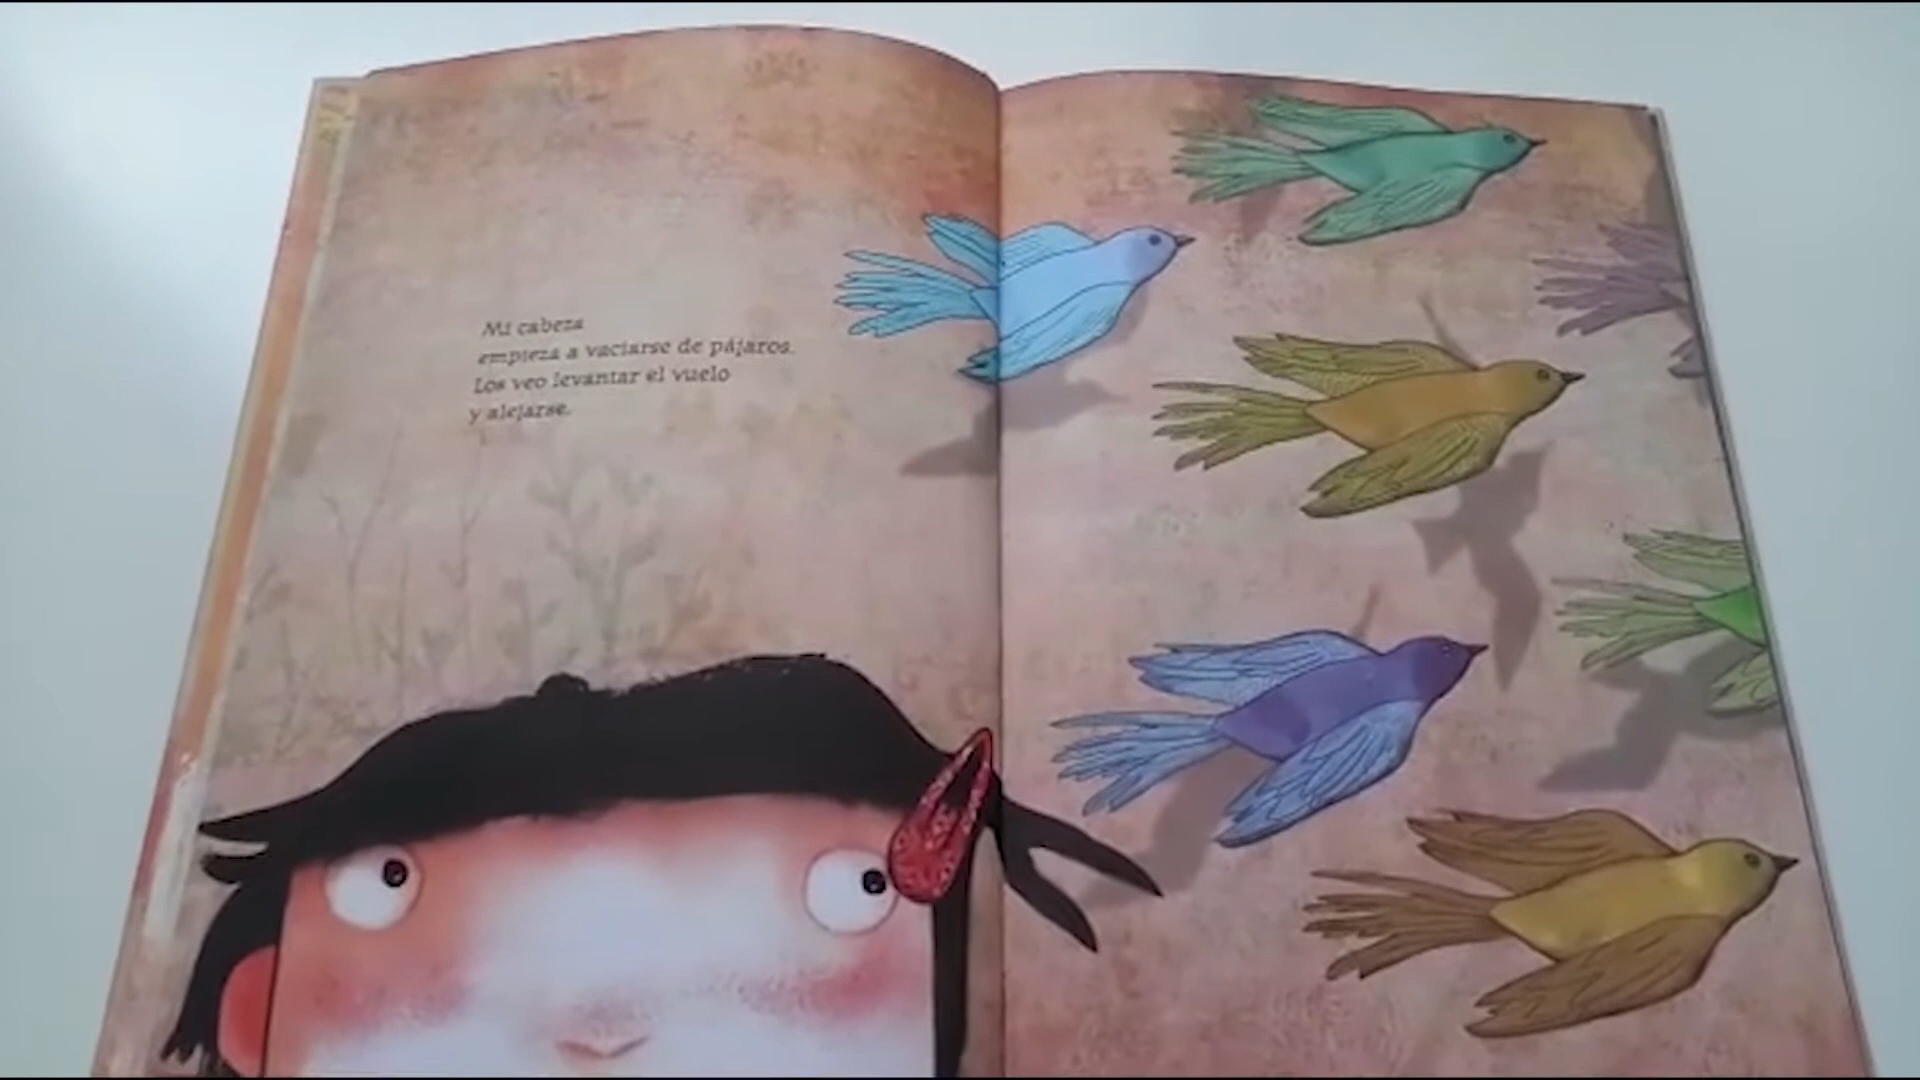 Mi cabeza
empieza a vaciarse de pájaros.
Los veo levantar el vuelo
y alejarse.